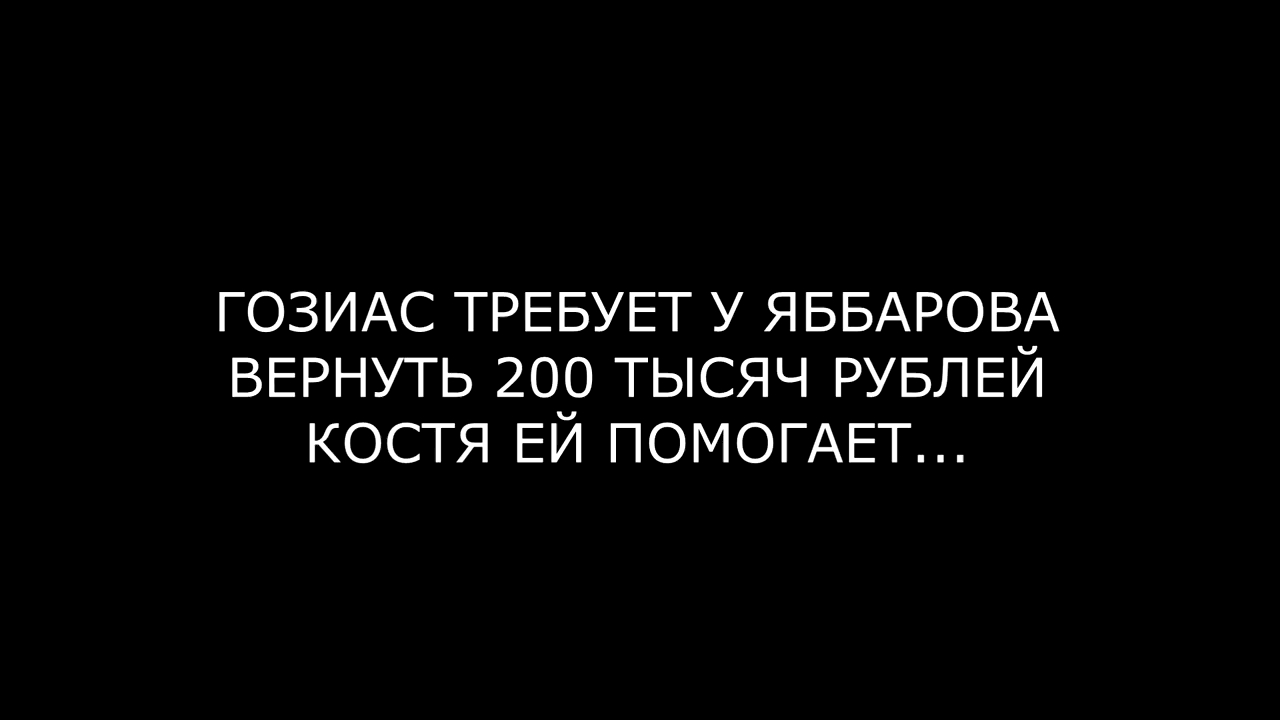 ГОЗИАС ТРЕБУЕТ У ЯББАРОВА
ВЕРНУТЬ 200 ТЫСЯЧ РУБЛЕЙ
КОСТЯ ЕЙ ПОМОГАЕТ...